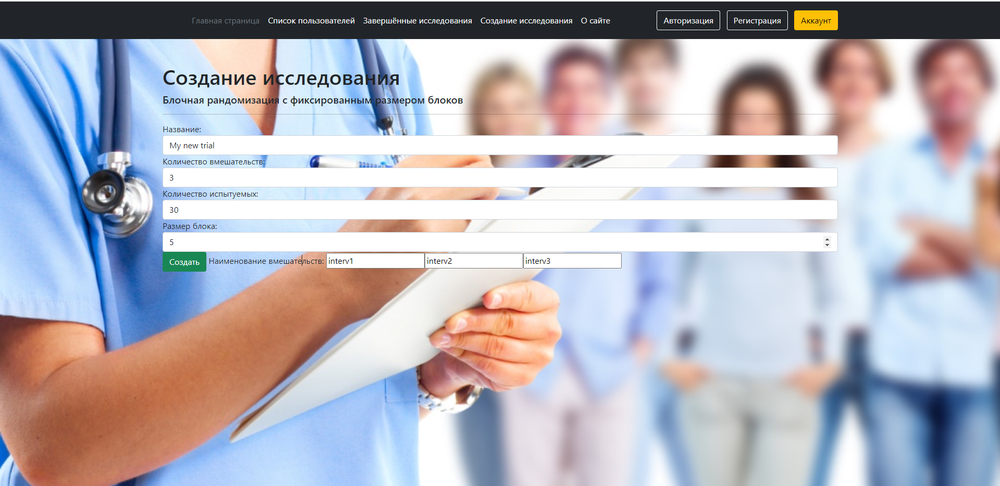 Главная страница Список пользователей Завершённые исследования Создание исследования О сайте Авторизация Регистрация Аккаунт
Создание исследования
Блочная рандомизация с фиксированным размером блоков
Название:
My new trial
Количество вмешательств:
3
Количество испытуемых:
30
Размер блока:
5
Создать Наименование вмешательств: interv1 interv2 interv3